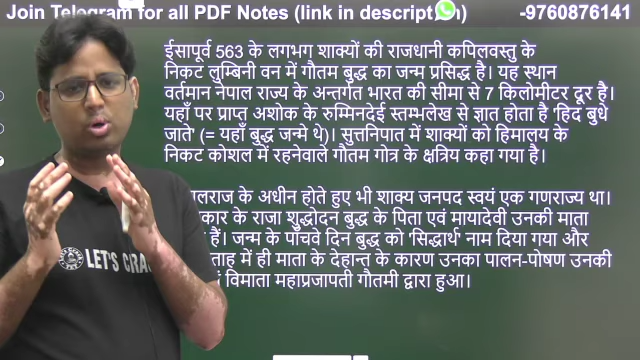 Join Telegram for all PDF Notes (link in description) -9760876141
ईसापूर्व 563 के लगभग शाक्यों की राजधानी कपिलवस्तु के
निकट लुम्बिनी वन में गौतम बुद्ध का जन्म प्रसिद्ध है। यह स्थान
वर्तमान नेपाल राज्य के अन्तर्गत भारत की सीमा से 7 किलोमीटर दूर है।
यहाँ पर प्राप्त अशोक के रुम्मिनदेई स्तम्भलेख से ज्ञात होता है 'हिद बुधे
जाते' (= यहाँ बुद्ध जन्मे थे)। सुत्तनिपात में शाक्यों को हिमालय के
निकट कोशल में रहनेवाले गौतम गोत्र के क्षत्रिय कहा गया है।
लराज के अधीन होते हुए भी शाक्य जनपद स्वयं एक गणराज्य था।
कार के राजा शुद्धोदन बुद्ध के पिता एवं मायादेवी उनकी माता
हैं। जन्म के पाँचवे दिन बुद्ध को 'सिद्धार्थ' नाम दिया गया और
ताह में ही माता के देहान्त के कारण उनका पालन-पोषण उनकी
विमाता महाप्रजापती गौतमी द्वारा हुआ।
LET'S CRA